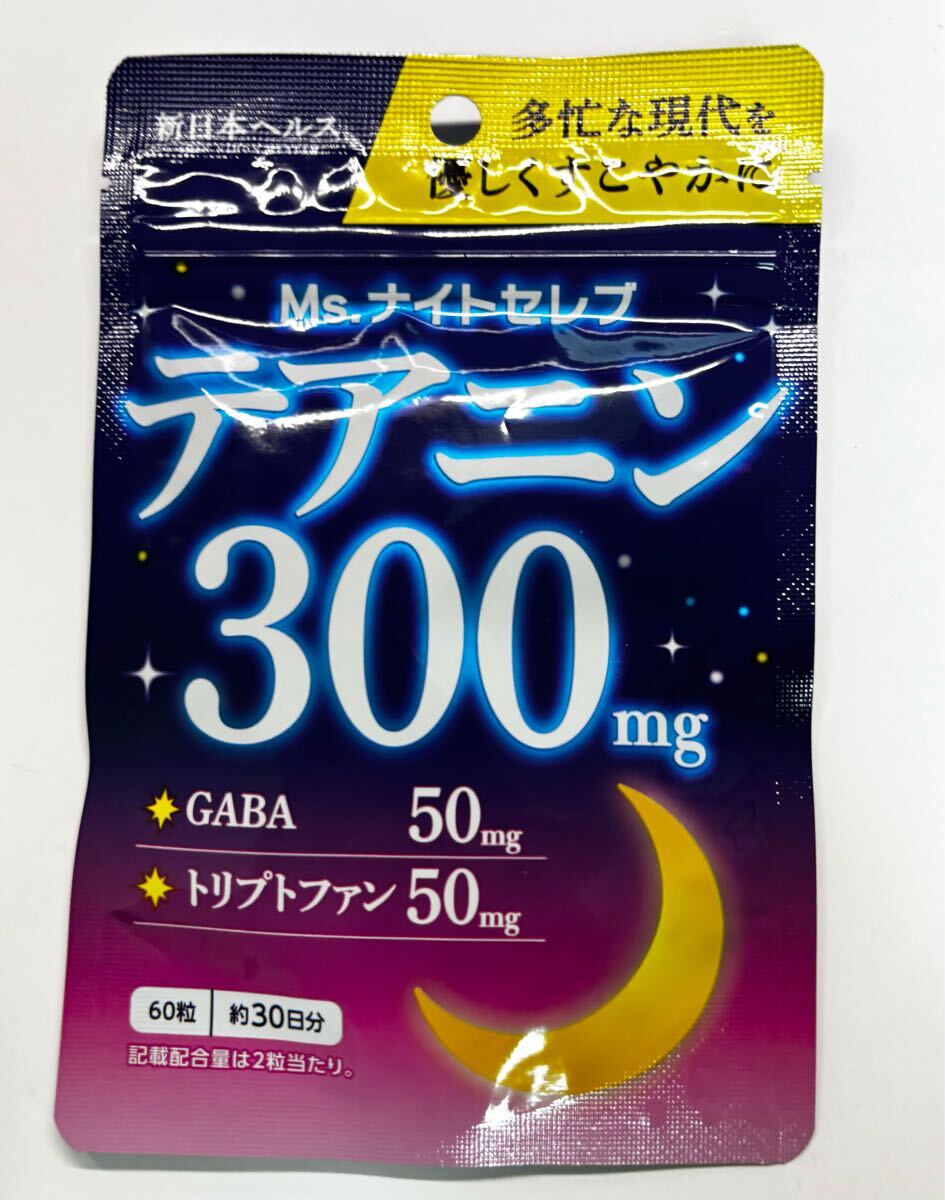 新日本ヘルス
多忙な現代を
優しくすこやかに
Ms.ナイトセレブ
テアニン
300mg
GABA 50mg
トリプトファン 50mg
60粒 約30日分
記載配合量は2粒当たり。